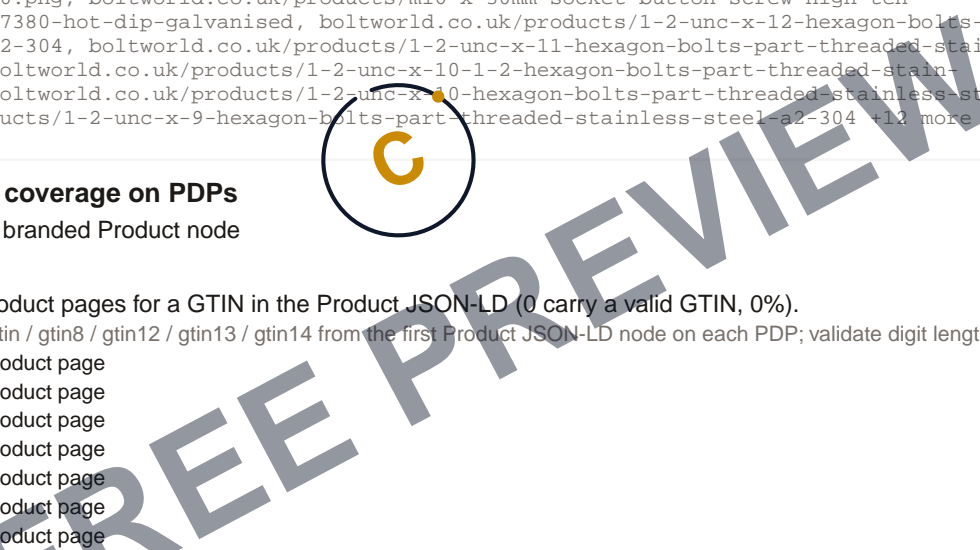 0.png, boltworld.co.uk/products/m10-x-50mm-socket-button-screw-high-ten
7380-hot-dip-galvanised, boltworld.co.uk/products/1-2-unc-x-12-hexagon-bolts-
2-304, boltworld.co.uk/products/1-2-unc-x-11-hexagon-bolts-part-threaded-stai
oltworld.co.uk/products/1-2-unc-x-10-1-2-hexagon-bolts-part-threaded-stain-
oltworld.co.uk/products/1-2-unc-x-10-hexagon-bolts-part-threaded-stainless-st
ucts/1-2-unc-x-9-hexagon-bolts-part-threaded-stainless-steel-a2-304 +12 more
C
coverage on PDPs
branded Product node
oduct pages for a GTIN in the Product JSON-LD (0 carry a valid GTIN, 0%).
tin / gtin8 / gtin12 / gtin13 / gtin14 from the first Product JSON-LD node on each PDP; validate digit lengt
oduct page
oduct page
oduct page
oduct page
oduct page
oduct page
oduct page
FREE PREVIEW